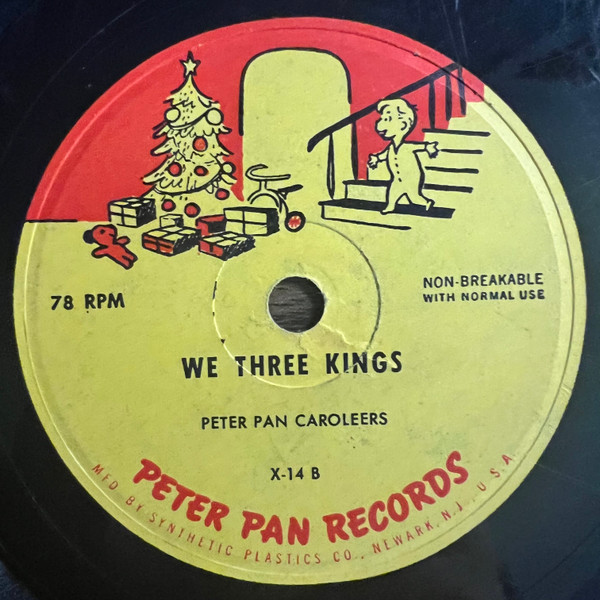 78 RPM
NON-BREAKABLE
WITH NORMAL USE
WE THREE KINGS
PETER PAN CAROLEERS
X-14 B
PETER PAN RECORDS
MFD BY SYNTHETIC PLASTICS CO., NEWARK, N.J., U.S.A.